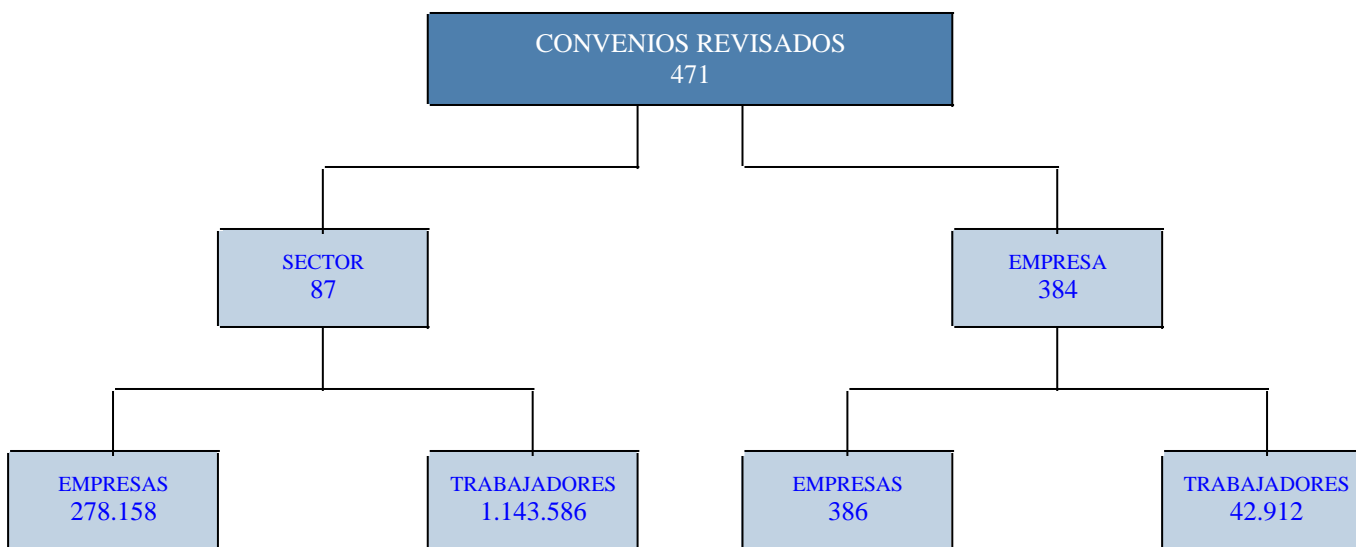 CONVENIOS REVISADOS
471
SECTOR
87
EMPRESA
384
EMPRESAS
278.158
TRABAJADORES
1.143.586
EMPRESAS
386
TRABAJADORES
42.912